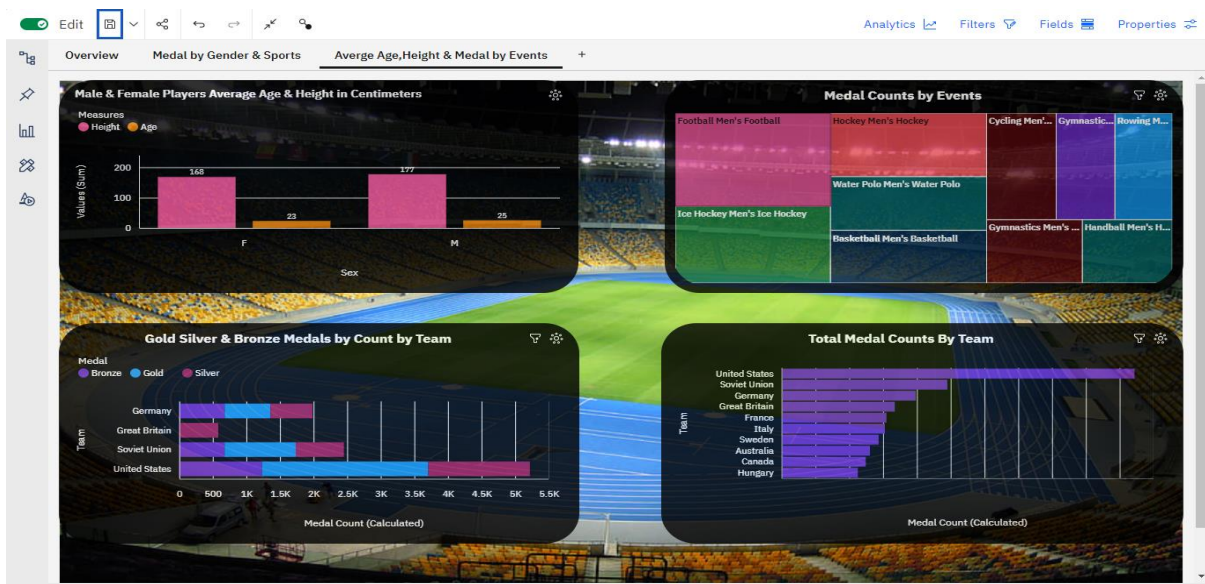 Edit
Analytics Filters Fields Properties
Overview Medal by Gender & Sports Averge Age,Height & Medal by Events +
Male & Female Players Average Age & Height in Centimeters
Measures
Height Age
Values (Sum)
200
100
0
168
23
177
25
F
M
Sex
Medal Counts by Events
Football Men's Football
Hockey Men's Hockey
Cycling Men'...
Gymnastic...
Rowing M...
Water Polo Men's Water Polo
Ice Hockey Men's Ice Hockey
Basketball Men's Basketball
Gymnastics Men's ...
Handball Men's H...
Gold Silver & Bronze Medals by Count by Team
Medal
Bronze Gold Silver
Team
Germany
Great Britain
Soviet Union
United States
0 500 1K 1.5K 2K 2.5K 3K 3.5K 4K 4.5K 5K 5.5K
Medal Count (Calculated)
Total Medal Counts By Team
Team
United States
Soviet Union
Germany
Great Britain
France
Italy
Sweden
Australia
Canada
Hungary
Medal Count (Calculated)